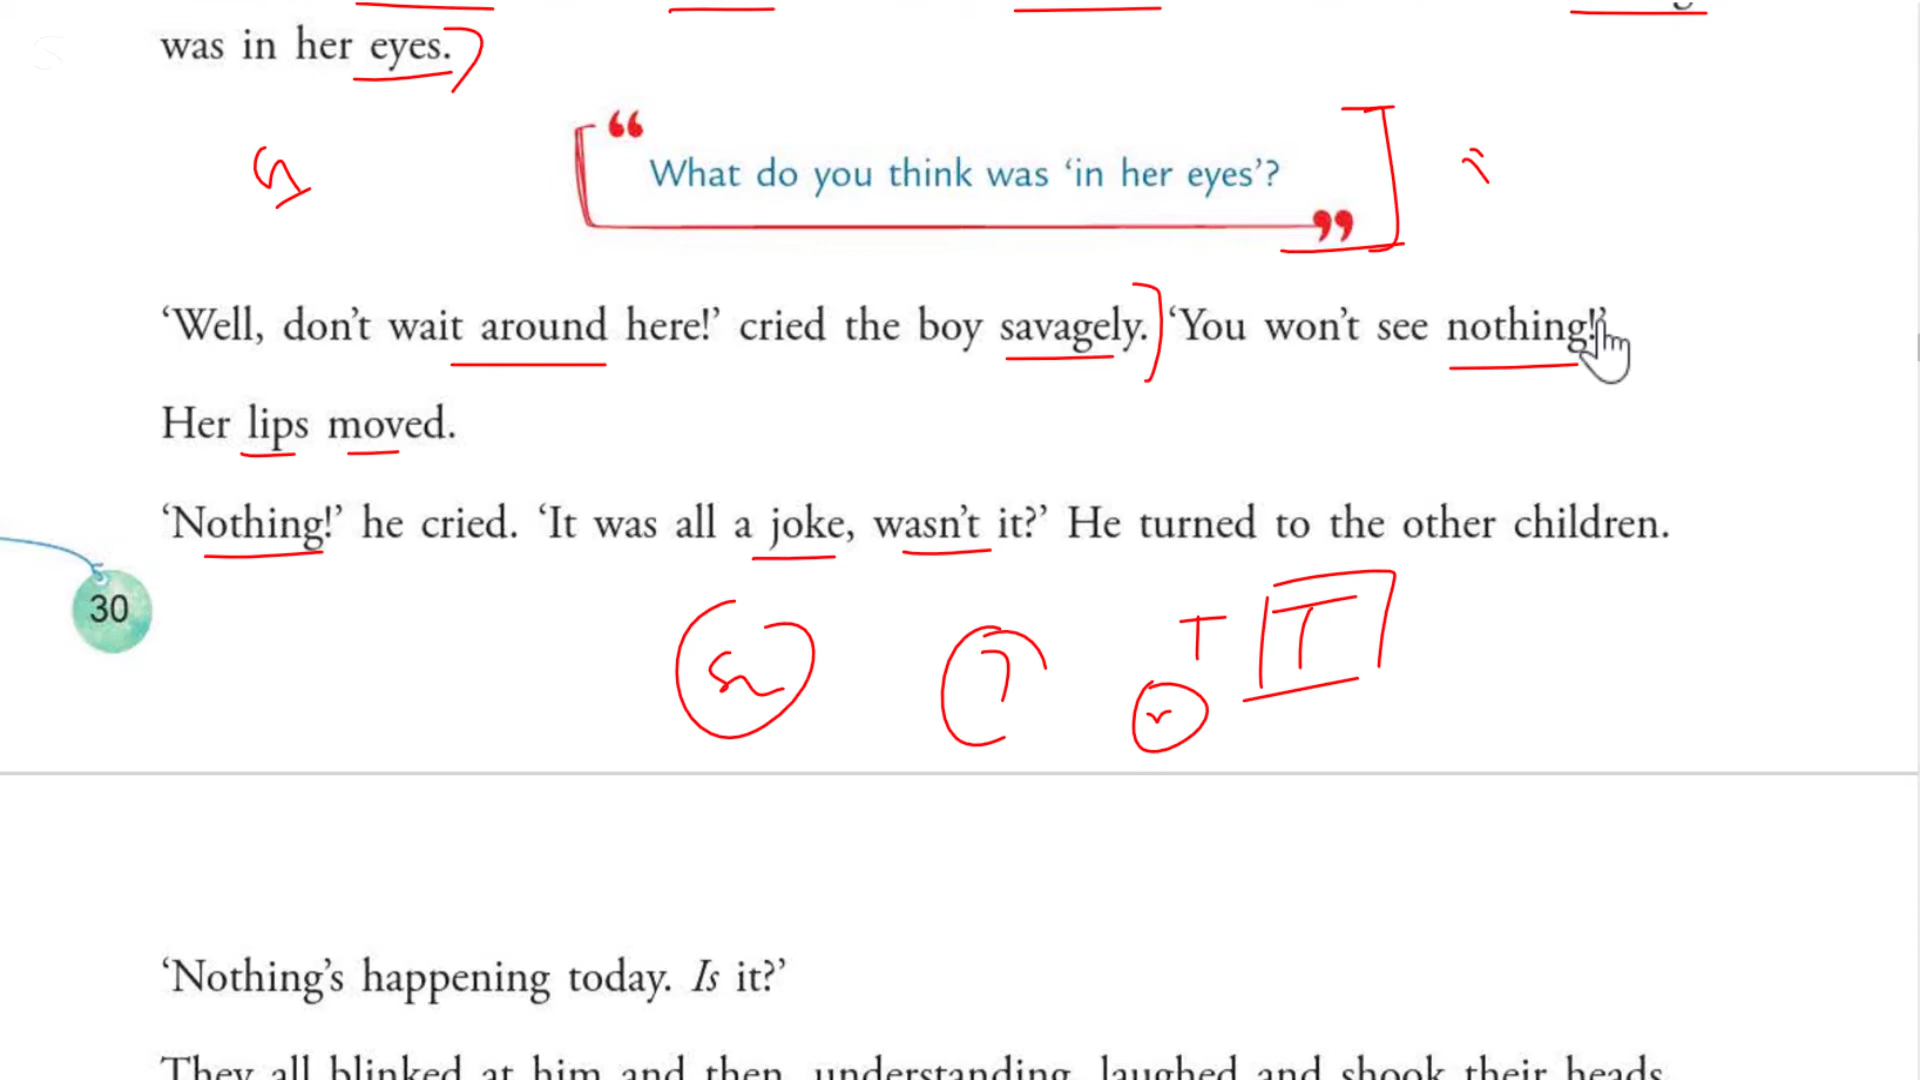 was in her eyes.
“
What do you think was ‘in her eyes’?
”
‘Well, don’t wait around here!’ cried the boy savagely. ‘You won’t see nothing!’
Her lips moved.
‘Nothing!’ he cried. ‘It was all a joke, wasn’t it?’ He turned to the other children.
30
T T
‘Nothing’s happening today. Is it?’
They all blinked at him and then, understanding, laughed and shook their heads.